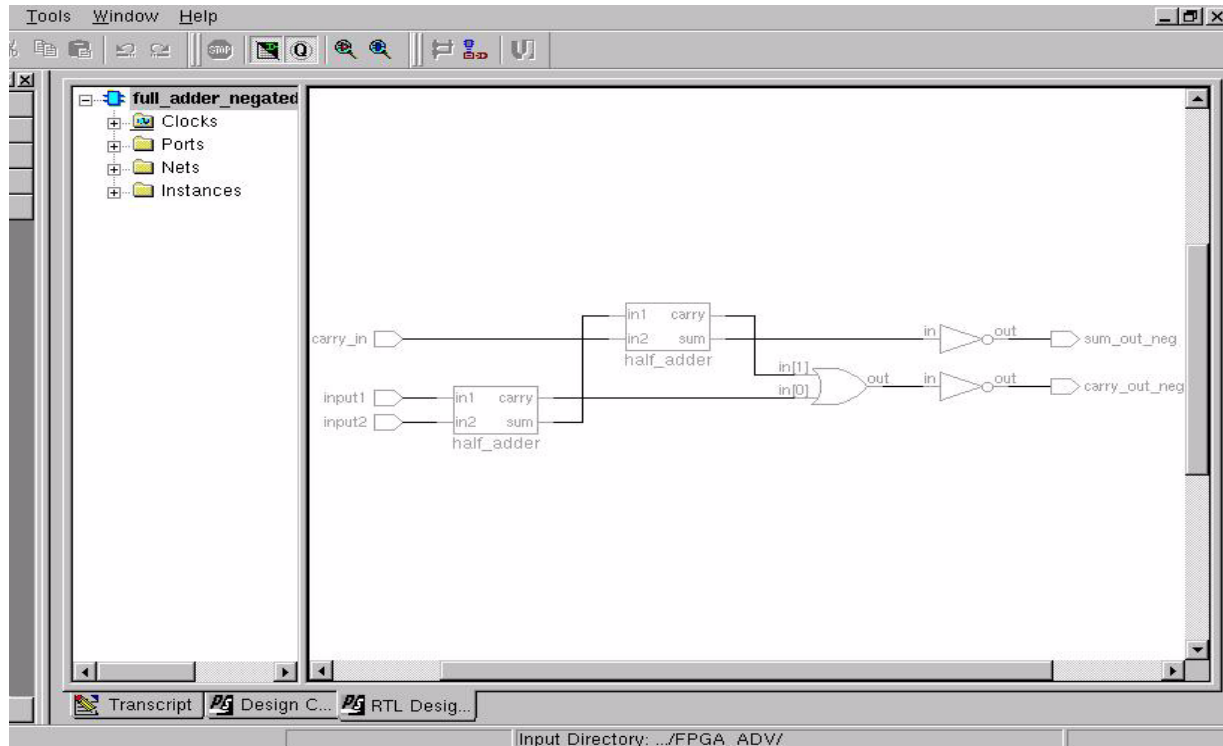 Tools Window Help
STOP
Q
full_adder_negated
Clocks
Ports
Nets
Instances
in1 carry
carry_in in2 sum in out sum_out_neg
half_adder
in[1]
in[0] out in out carry_out_neg
input1 in1 carry
input2 in2 sum
half_adder
Transcript Design C... RTL Desig...
Input Directory: .../FPGA_ADV/